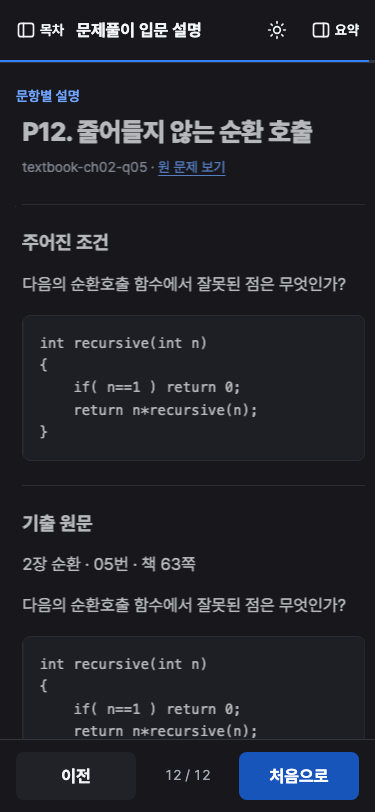 목차 문제풀이 입문 설명 요약
문항별 설명
P12. 줄어들지 않는 순환 호출
textbook-ch02-q05 · 원 문제 보기
주어진 조건
다음의 순환호출 함수에서 잘못된 점은 무엇인가?
int recursive(int n)
{
    if( n==1 ) return 0;
    return n*recursive(n);
}
기출 원문
2장 순환 · 05번 · 책 63쪽
다음의 순환호출 함수에서 잘못된 점은 무엇인가?
int recursive(int n)
{
    if( n==1 ) return 0;
    return n*recursive(n);
이전 12 / 12 처음으로